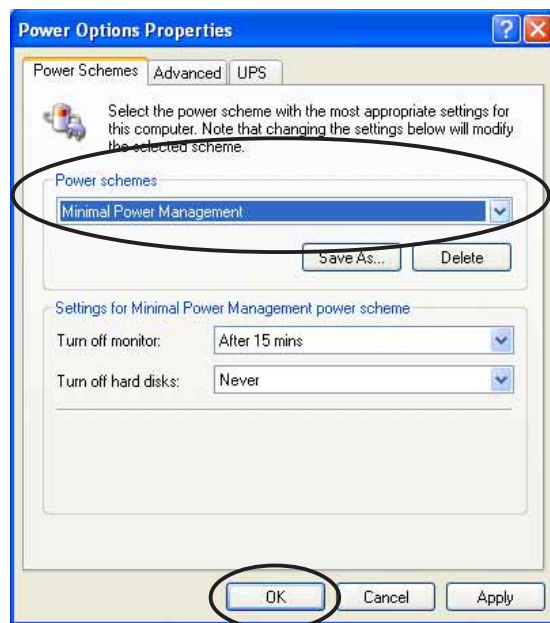 Power Options Properties
Power Schemes Advanced UPS
Select the power scheme with the most appropriate settings for
this computer. Note that changing the settings below will modify
the selected scheme.
Power schemes
Minimal Power Management
Save As... Delete
Settings for Minimal Power Management power scheme
Turn off monitor: After 15 mins
Turn off hard disks: Never
OK Cancel Apply